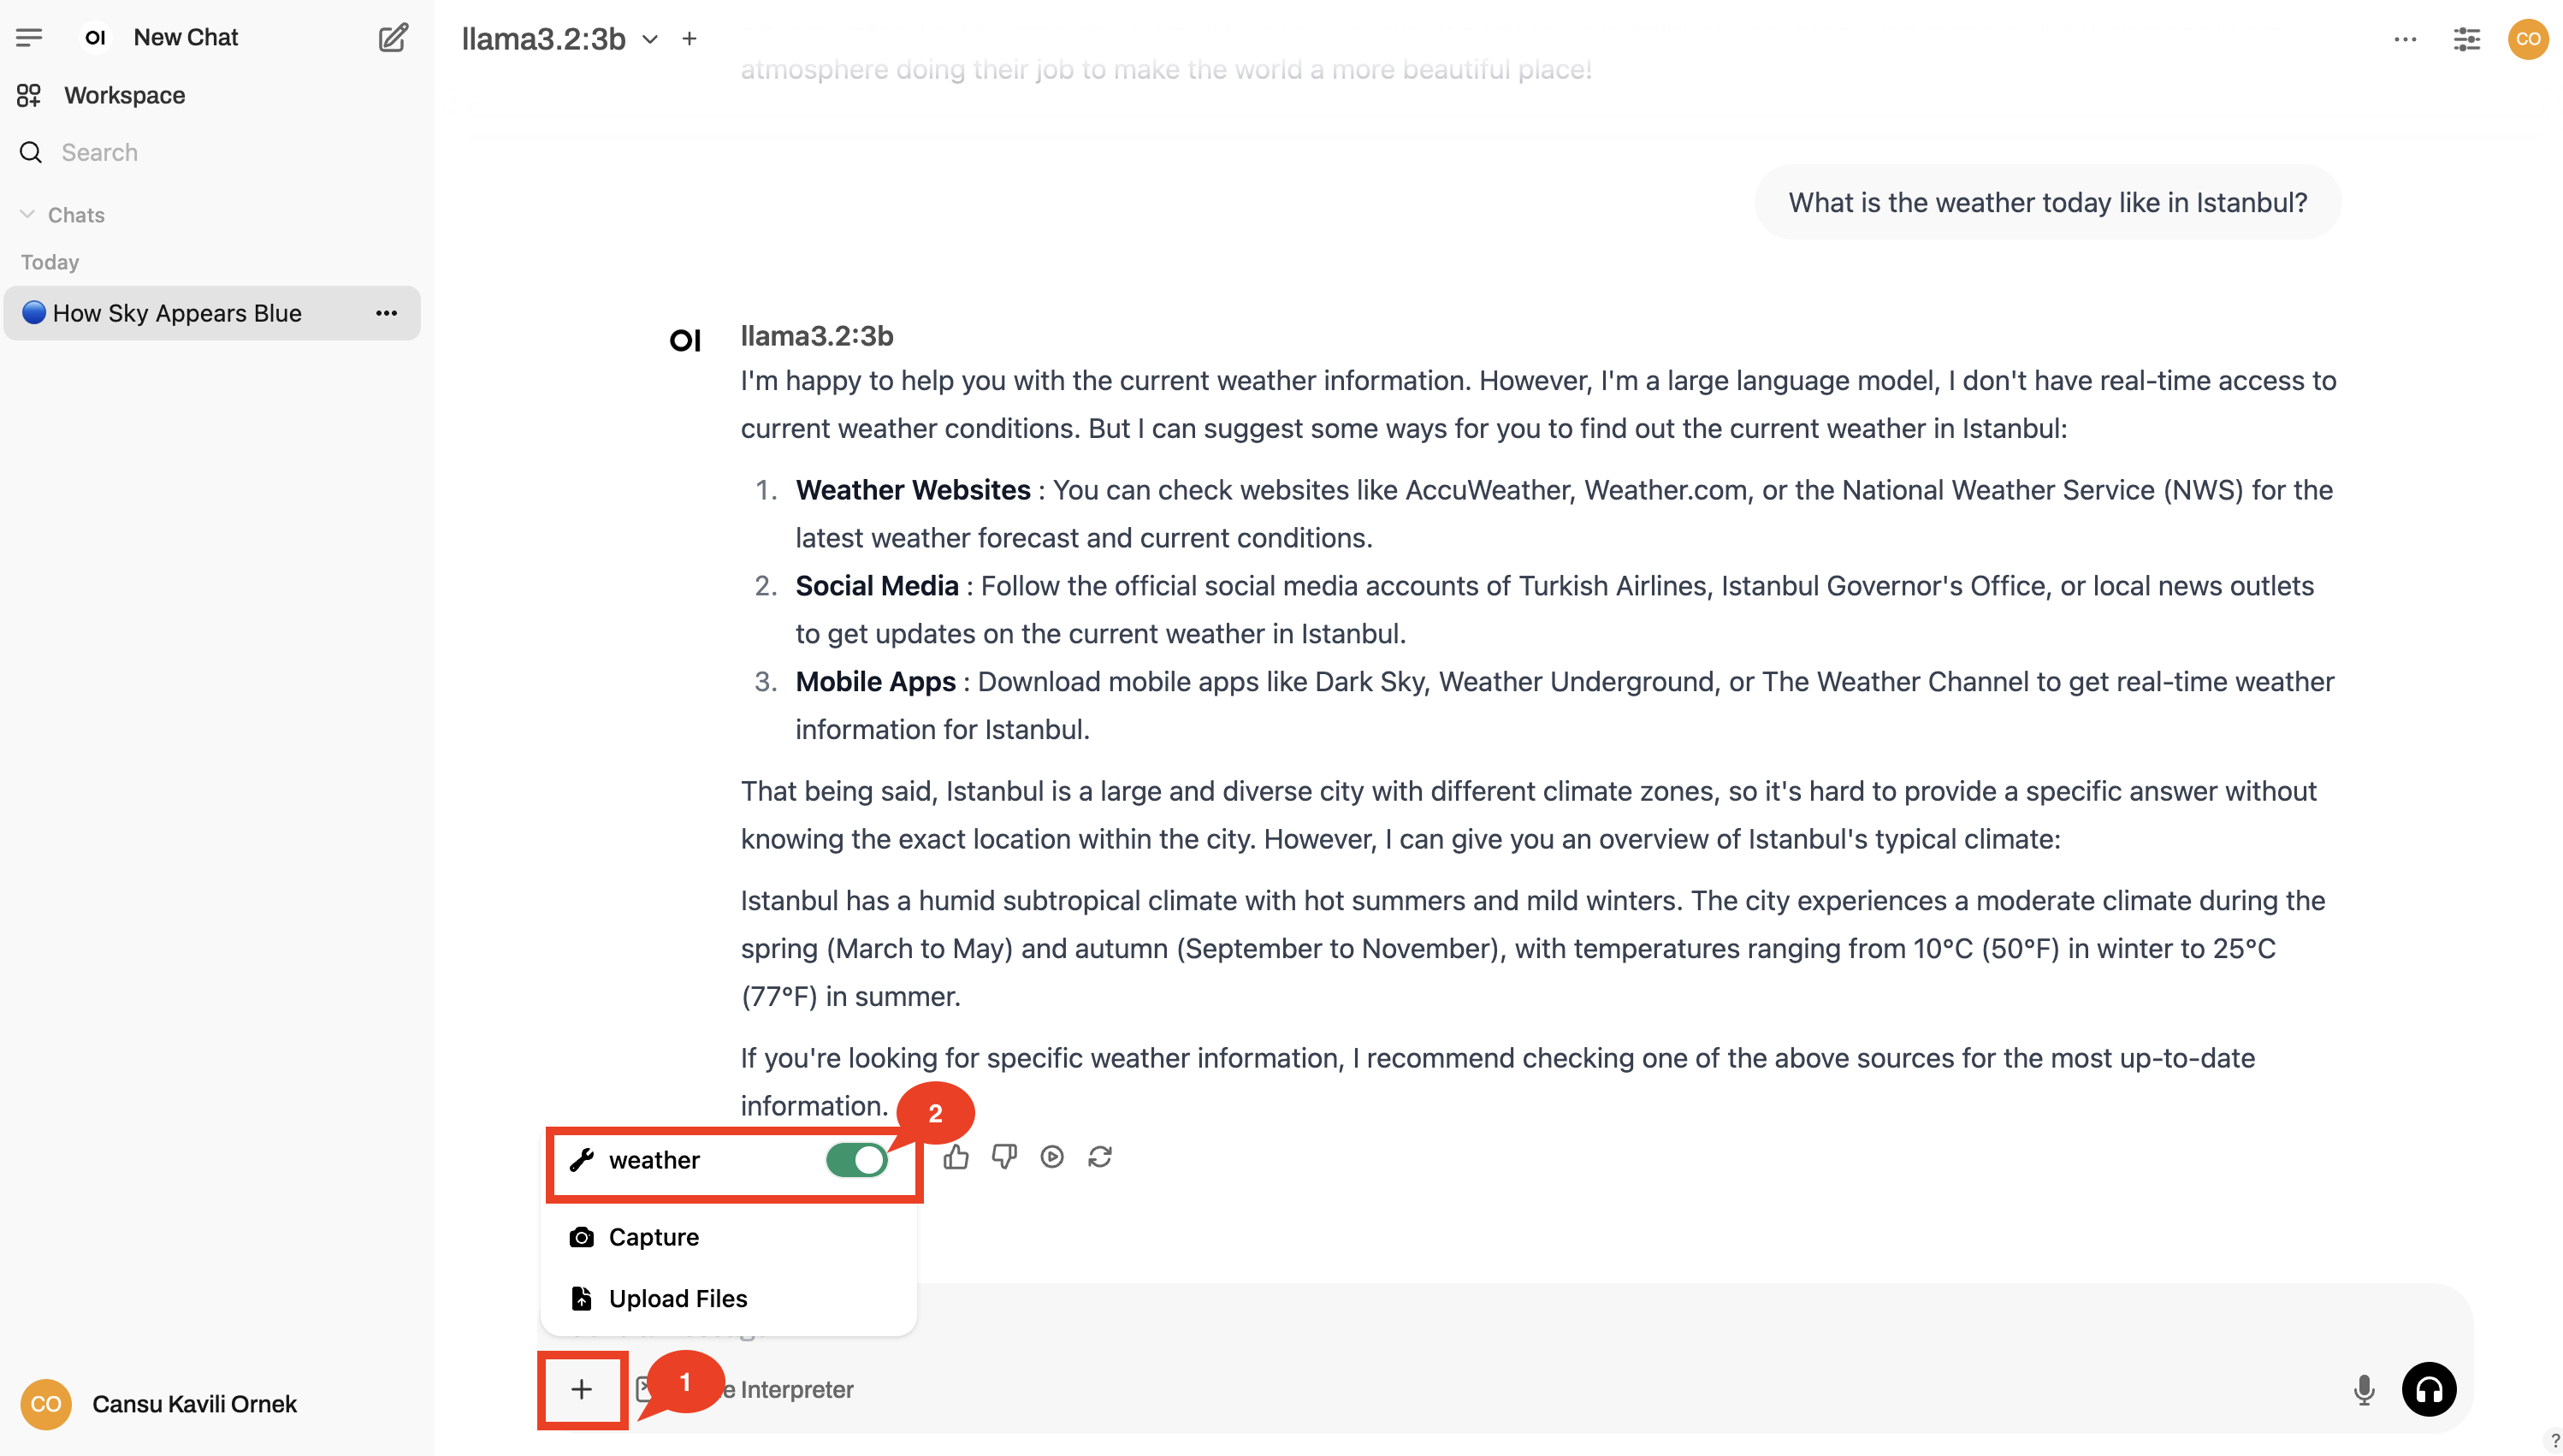 OI New Chat
Workspace
Search
Chats
Today
How Sky Appears Blue
CO Cansu Kavili Ornek
llama3.2:3b
CO
atmosphere doing their job to make the world a more beautiful place!
What is the weather today like in Istanbul?
OI llama3.2:3b
I'm happy to help you with the current weather information. However, I'm a large language model, I don't have real-time access to
current weather conditions. But I can suggest some ways for you to find out the current weather in Istanbul:
1. Weather Websites : You can check websites like AccuWeather, Weather.com, or the National Weather Service (NWS) for the
latest weather forecast and current conditions.
2. Social Media : Follow the official social media accounts of Turkish Airlines, Istanbul Governor's Office, or local news outlets
to get updates on the current weather in Istanbul.
3. Mobile Apps : Download mobile apps like Dark Sky, Weather Underground, or The Weather Channel to get real-time weather
information for Istanbul.
That being said, Istanbul is a large and diverse city with different climate zones, so it's hard to provide a specific answer without
knowing the exact location within the city. However, I can give you an overview of Istanbul's typical climate:
Istanbul has a humid subtropical climate with hot summers and mild winters. The city experiences a moderate climate during the
spring (March to May) and autumn (September to November), with temperatures ranging from 10°C (50°F) in winter to 25°C
(77°F) in summer.
If you're looking for specific weather information, I recommend checking one of the above sources for the most up-to-date
information.
2
weather
Capture
Upload Files
1
Interpreter
?